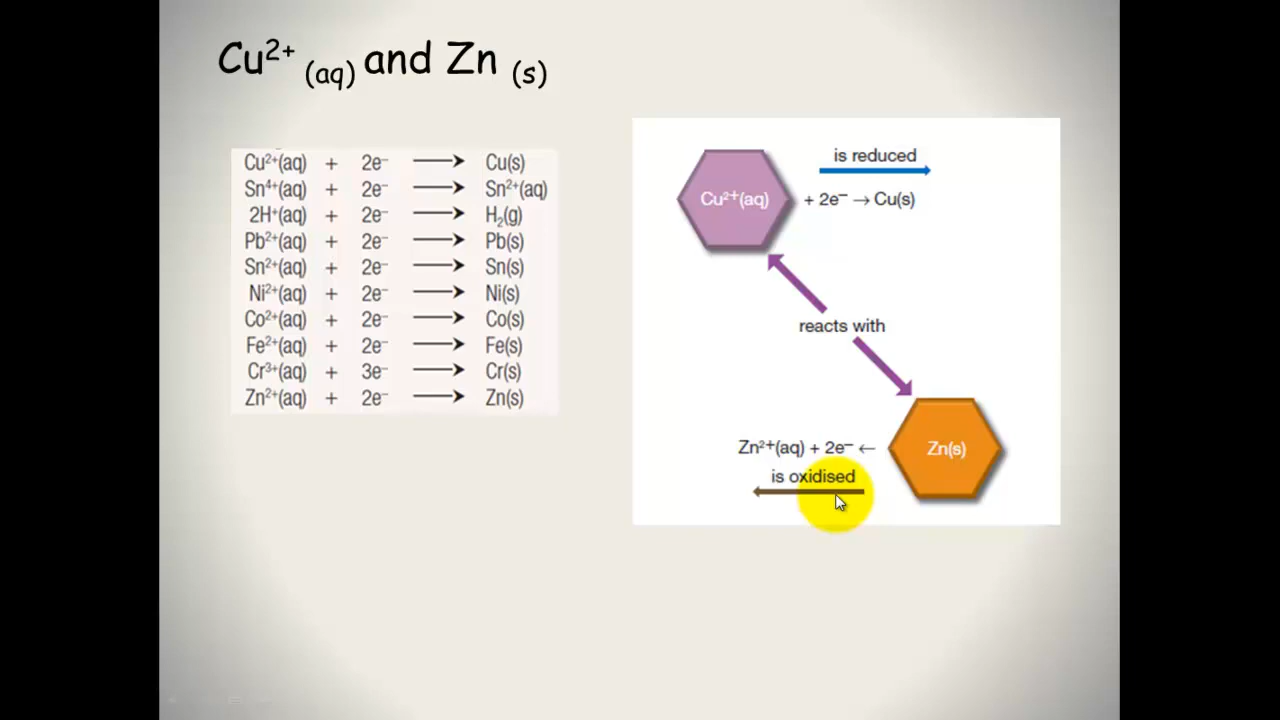 Cu²⁺ (aq) and Zn (s)
Cu²⁺(aq) + 2e⁻ → Cu(s)
Sn⁴⁺(aq) + 2e⁻ → Sn²⁺(aq)
2H⁺(aq) + 2e⁻ → H₂(g)
Pb²⁺(aq) + 2e⁻ → Pb(s)
Sn²⁺(aq) + 2e⁻ → Sn(s)
Ni²⁺(aq) + 2e⁻ → Ni(s)
Co²⁺(aq) + 2e⁻ → Co(s)
Fe²⁺(aq) + 2e⁻ → Fe(s)
Cr³⁺(aq) + 3e⁻ → Cr(s)
Zn²⁺(aq) + 2e⁻ → Zn(s)
is reduced
Cu²⁺(aq) + 2e⁻ → Cu(s)
reacts with
Zn²⁺(aq) + 2e⁻ ← Zn(s)
is oxidised